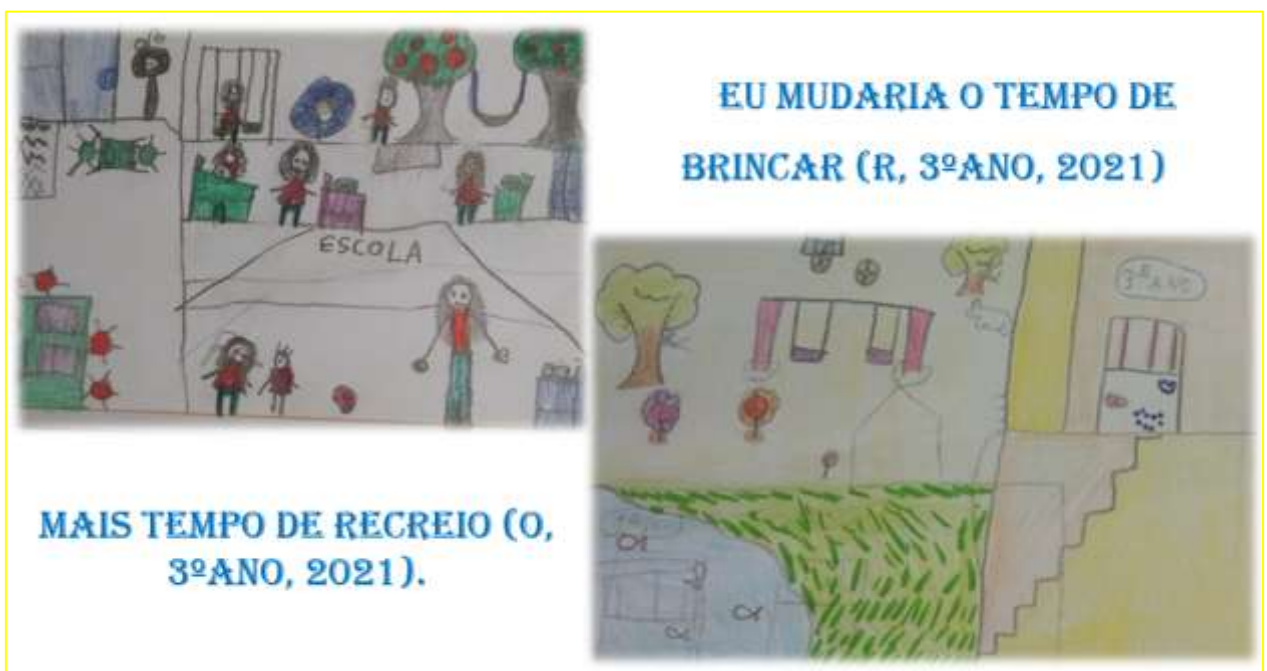 EU MUDARIA O TEMPO DE
BRINCAR (R, 3ºANO, 2021)
ESCOLA
3º ANO
MAIS TEMPO DE RECREIO (O,
3ºANO, 2021).